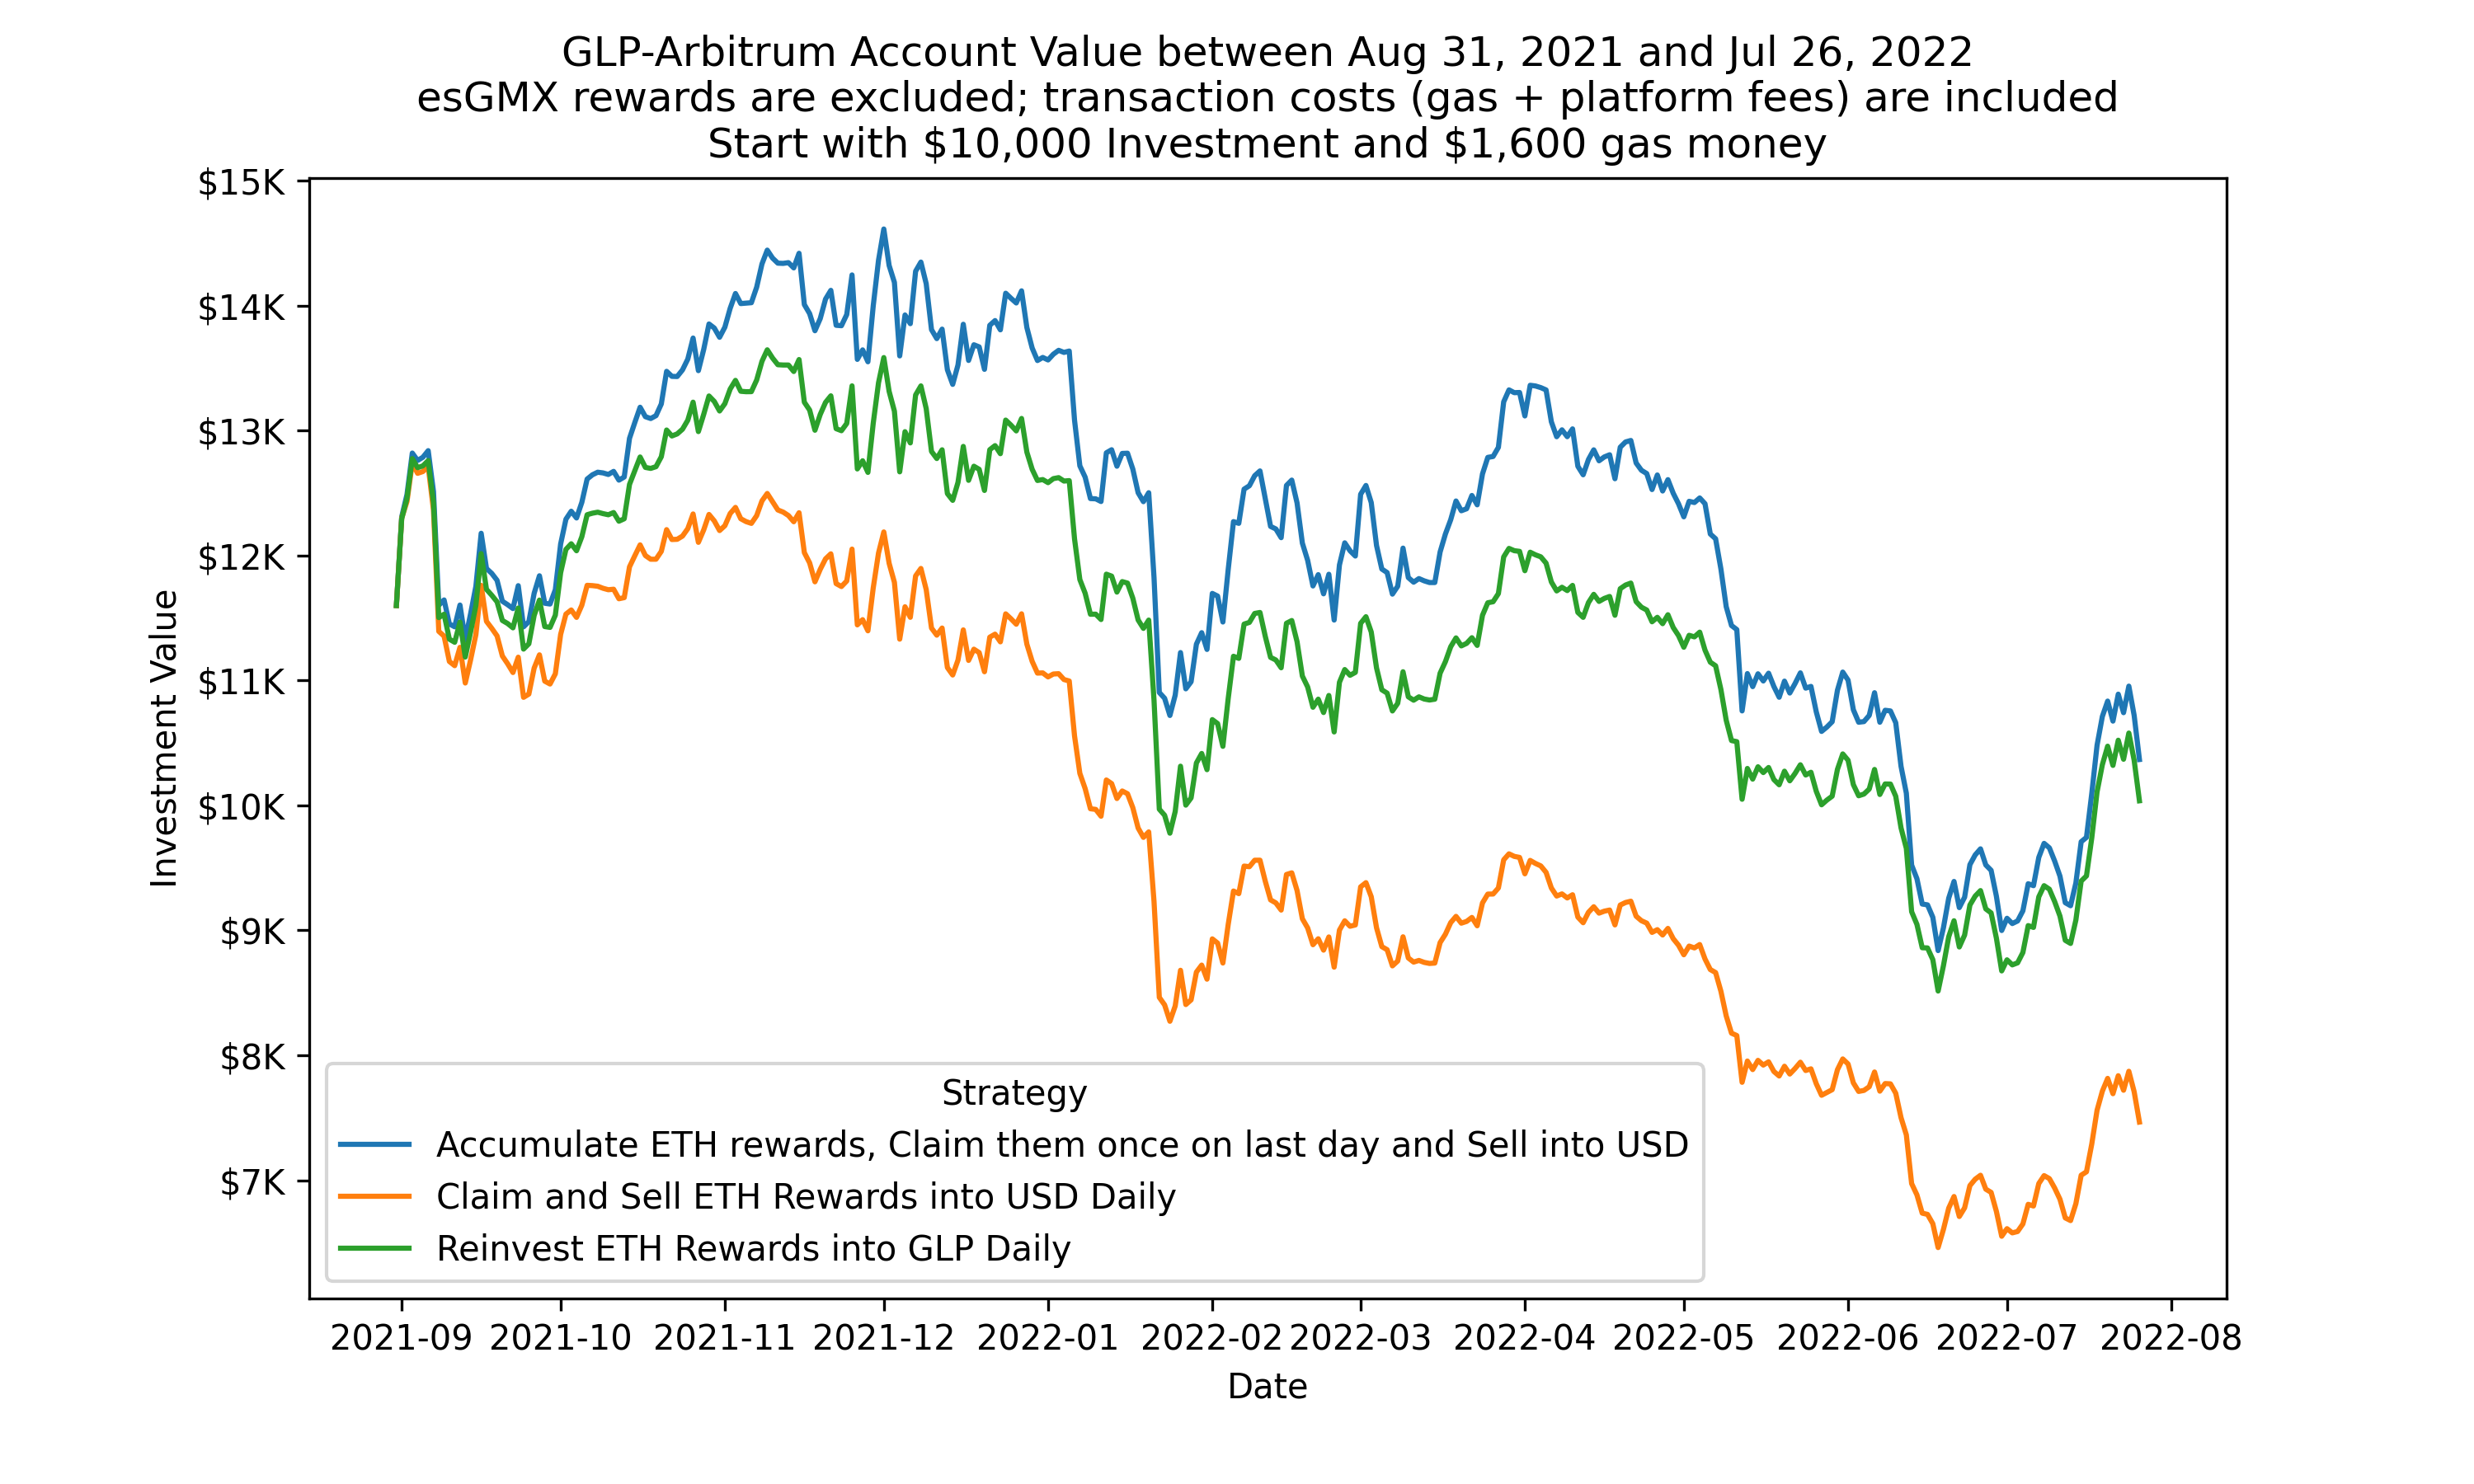 GLP-Arbitrum Account Value between Aug 31, 2021 and Jul 26, 2022
esGMX rewards are excluded; transaction costs (gas + platform fees) are included
Start with $10,000 Investment and $1,600 gas money
$15K
$14K
$13K
$12K
$11K
$10K
$9K
$8K
$7K
Investment Value
Strategy
Accumulate ETH rewards, Claim them once on last day and Sell into USD
Claim and Sell ETH Rewards into USD Daily
Reinvest ETH Rewards into GLP Daily
2021-09 2021-10 2021-11 2021-12 2022-01 2022-02 2022-03 2022-04 2022-05 2022-06 2022-07 2022-08
Date